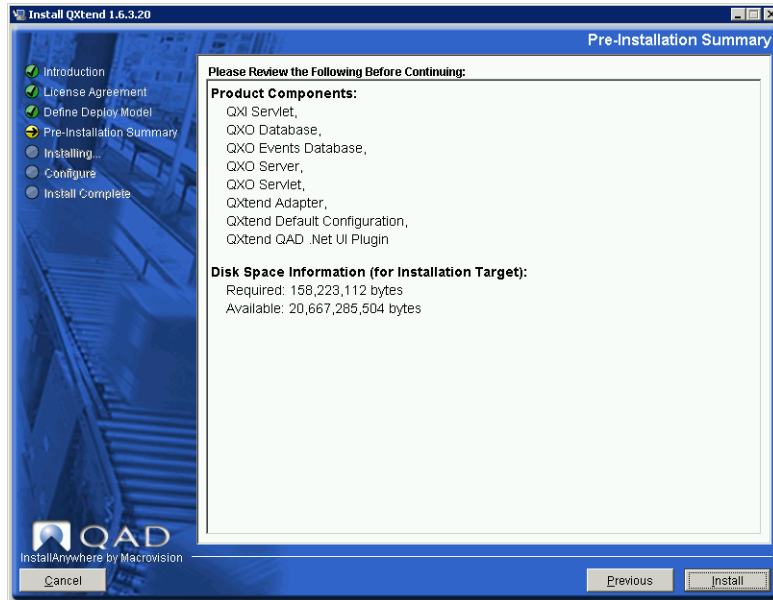 Install QXtend 1.6.3.20
Pre-Installation Summary
Introduction
License Agreement
Define Deploy Model
Pre-Installation Summary
Installing...
Configure
Install Complete
Please Review the Following Before Continuing:
Product Components:
QXI Servlet,
QXO Database,
QXO Events Database,
QXO Server,
QXO Servlet,
QXtend Adapter,
QXtend Default Configuration,
QXtend QAD .Net UI Plugin
Disk Space Information (for Installation Target):
Required: 158,223,112 bytes
Available: 20,667,285,504 bytes
QAD
InstallAnywhere by Macrovision
Cancel
Previous
Install